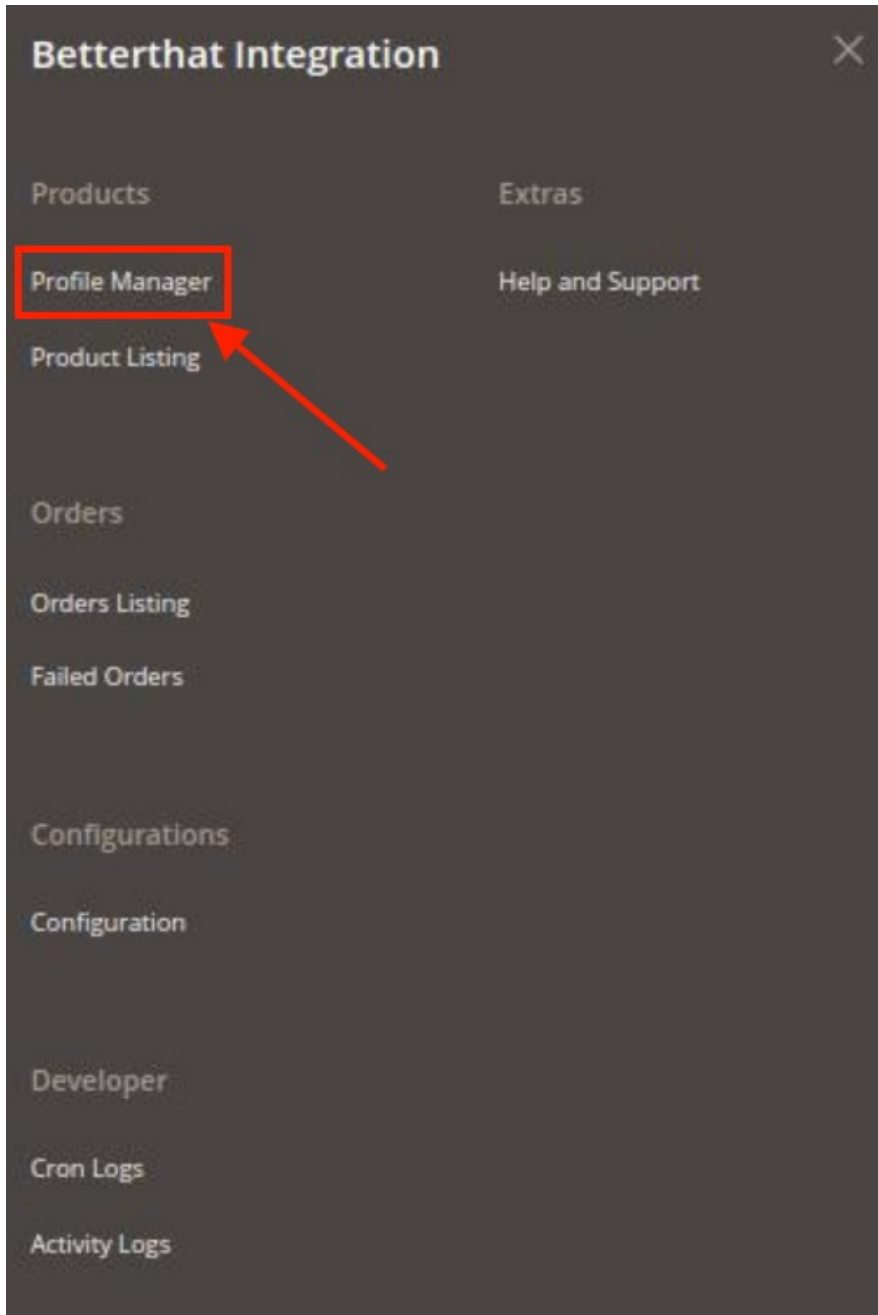 Betterthat Integration
Products
Profile Manager
Product Listing
Orders
Orders Listing
Failed Orders
Configurations
Configuration
Developer
Cron Logs
Activity Logs
Extras
Help and Support